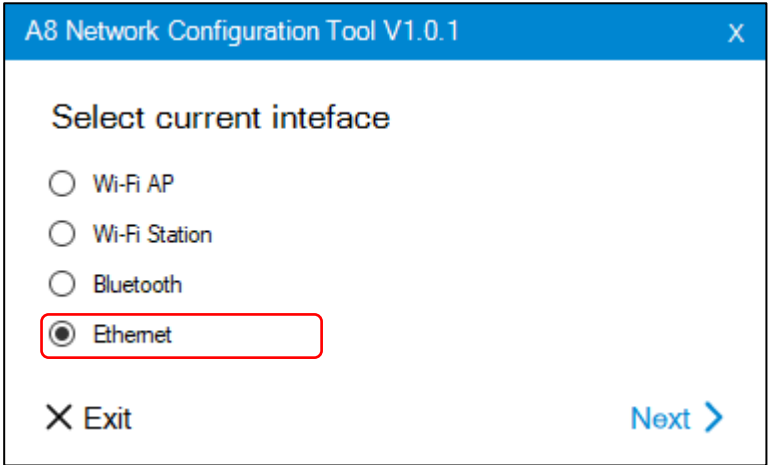 A8 Network Configuration Tool V1.0.1 X
Select current inteface
Wi-Fi AP
Wi-Fi Station
Bluetooth
Ethernet
Exit Next